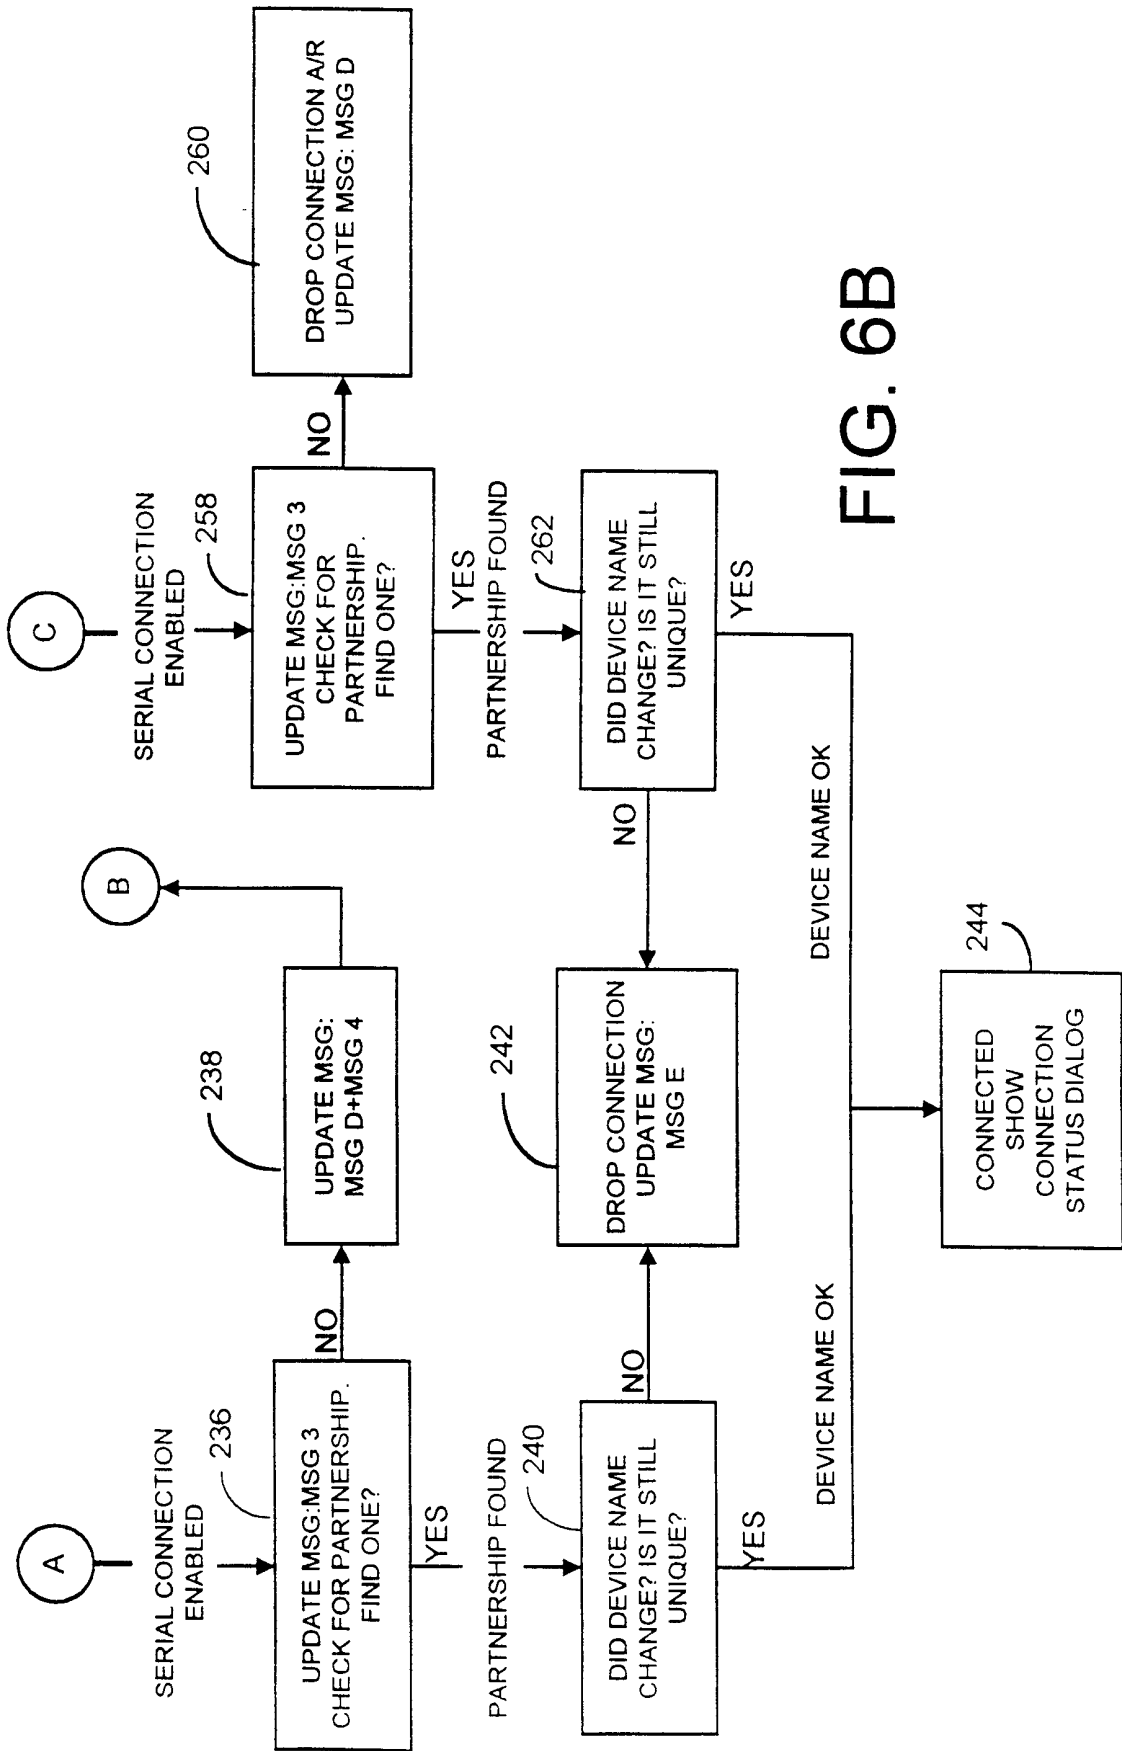 A
SERIAL CONNECTION
ENABLED
236
UPDATE MSG:MSG 3
CHECK FOR PARTNERSHIP.
FIND ONE?
NO
238
UPDATE MSG:
MSG D+MSG 4
B
YES
PARTNERSHIP FOUND
240
DID DEVICE NAME
CHANGE? IS IT STILL
UNIQUE?
NO
242
DROP CONNECTION
UPDATE MSG:
MSG E
YES
DEVICE NAME OK
C
SERIAL CONNECTION
ENABLED
258
UPDATE MSG:MSG 3
CHECK FOR
PARTNERSHIP.
FIND ONE?
NO
260
DROP CONNECTION A/R
UPDATE MSG: MSG D
YES
PARTNERSHIP FOUND
262
DID DEVICE NAME
CHANGE? IS IT STILL
UNIQUE?
NO
YES
DEVICE NAME OK
244
CONNECTED
SHOW
CONNECTION
STATUS DIALOG
FIG. 6B